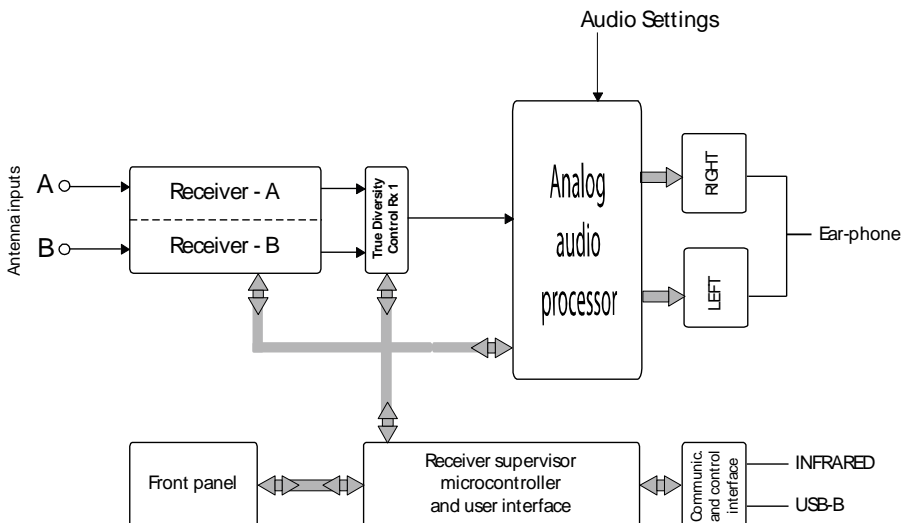 Audio Settings
Antenna inputs
A
B
Receiver - A
Receiver - B
True Diversity
Control Rx 1
Analog
audio
processor
RIGHT
LEFT
Ear-phone
Front panel
Receiver supervisor
microcontroller
and user interface
Communic.
and control
interface
INFRARED
USB-B